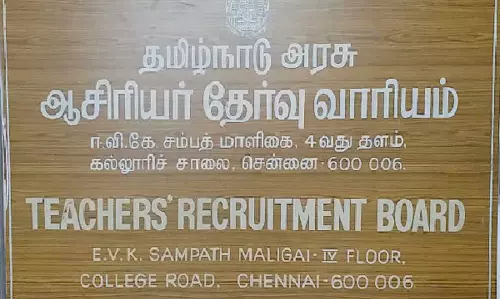 தமிழ்நாடு அரசு
ஆசிரியர் தேர்வு வாரியம்
ஈ.வி.கே. சம்பத் மாளிகை, 4வது தளம்,
கல்லூரிச் சாலை, சென்னை-600 006.
TEACHERS' RECRUITMENT BOARD
E.V.K. SAMPATH MALIGAI-IV FLOOR,
COLLEGE ROAD, CHENNAI-600 006